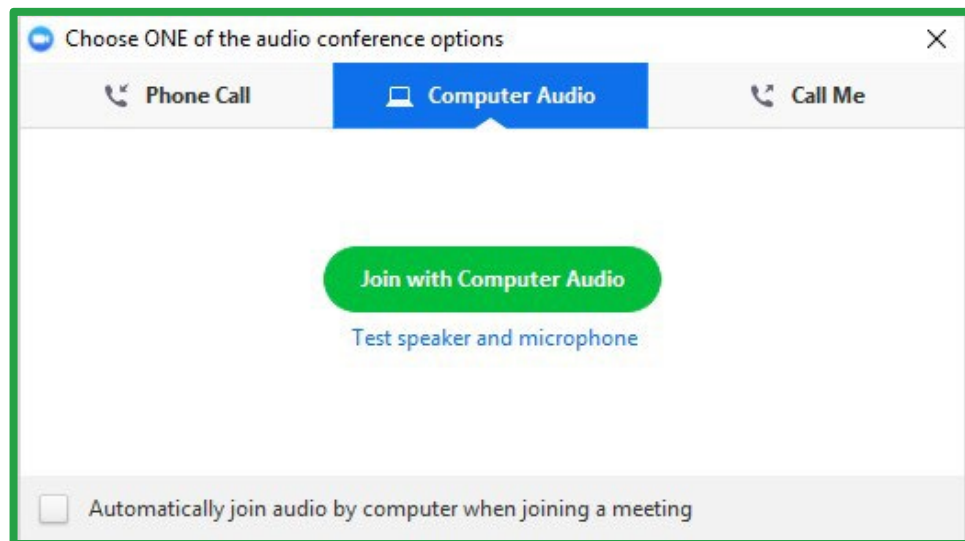 Choose ONE of the audio conference options
Phone Call
Computer Audio
Call Me
Join with Computer Audio
Test speaker and microphone
Automatically join audio by computer when joining a meeting